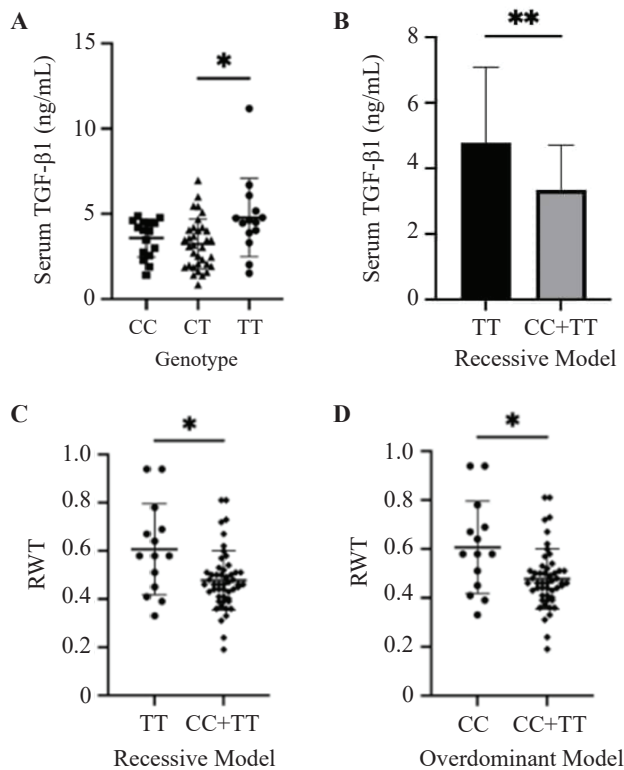 A
Serum TGF-β1 (ng/mL)
15
10
5
0
*
CC CT TT
Genotype
B
Serum TGF-β1 (ng/mL)
8
6
4
2
0
**
TT CC+TT
Recessive Model
C
RWT
1.0
0.8
0.6
0.4
0.2
0
*
TT CC+TT
Recessive Model
D
RWT
1.0
0.8
0.6
0.4
0.2
0
*
CC CC+TT
Overdominant Model